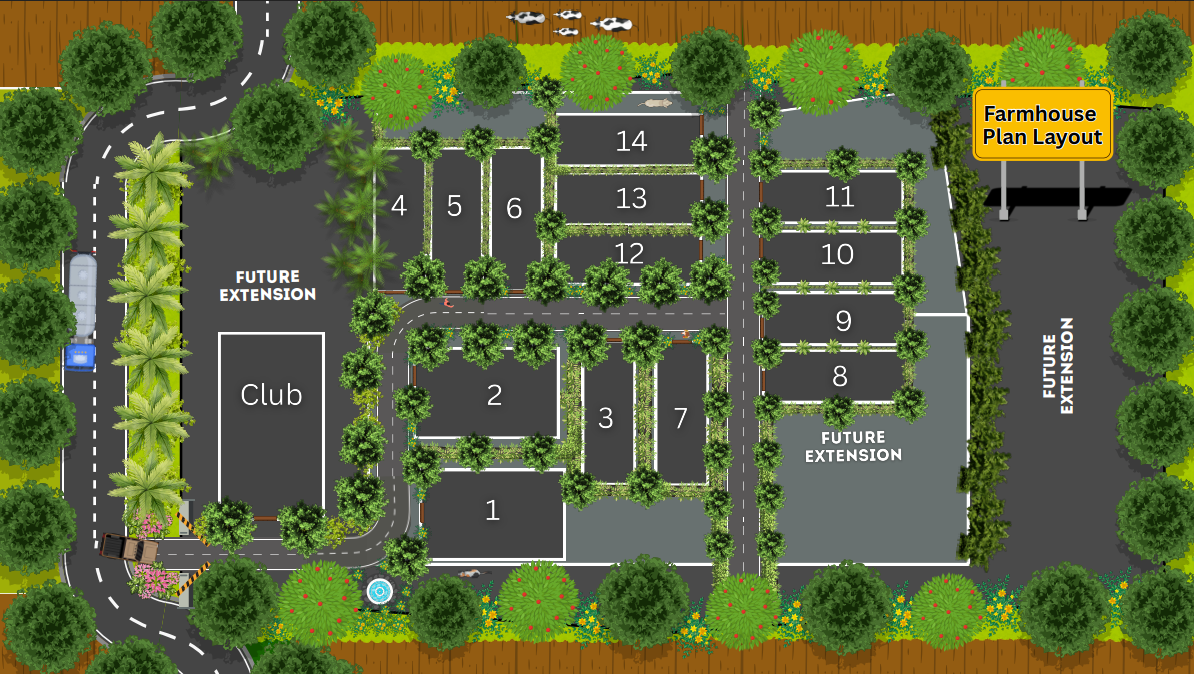 Farmhouse
Plan Layout
14
11
4
5
6
13
12
10
FUTURE
EXTENSION
9
8
Club
2
3
7
FUTURE
EXTENSION
FUTURE
EXTENSION
1